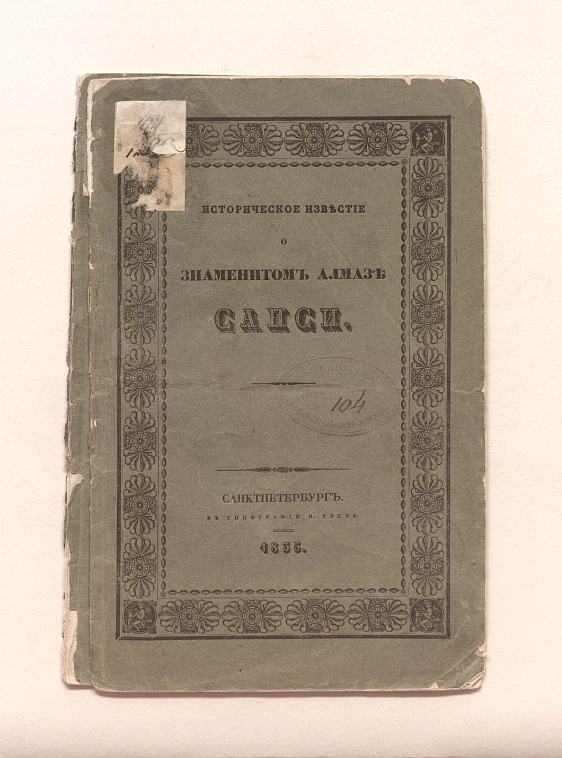 ИСТОРИЧЕСКОЕ ИЗВѢСТІЕ
О
ЗНАМЕНИТОМЪ АЛМАЗѢ
САНСИ.
104
САНКТПЕТЕРБУРГЪ.
ВЪ ТИПОГРАФІИ Н. ГРЕЧА.
1835.